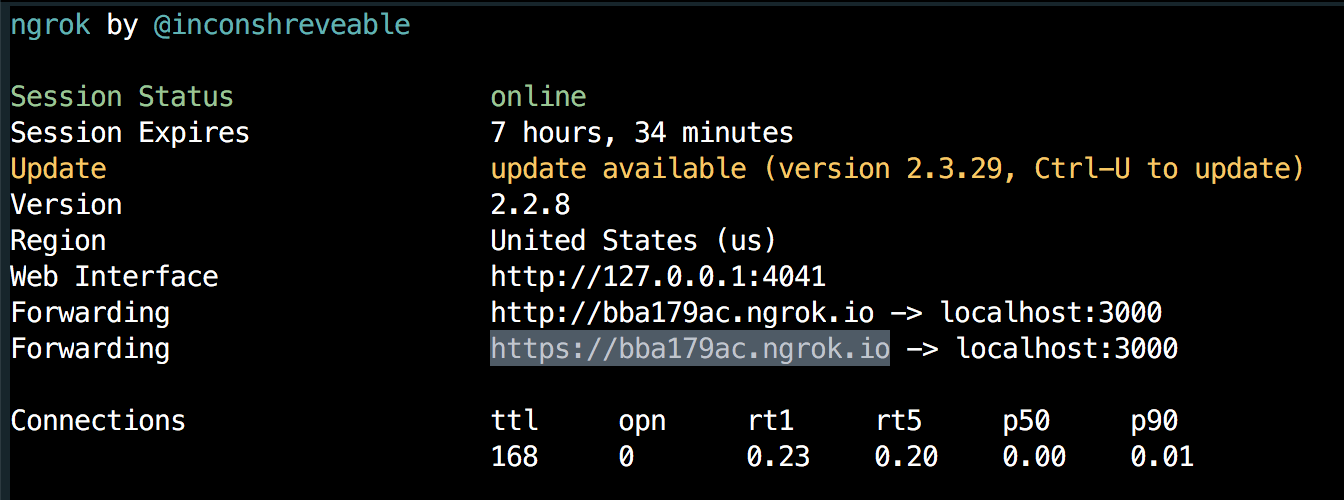 ngrok by @inconshreveable
Session Status online
Session Expires 7 hours, 34 minutes
Update update available (version 2.3.29, Ctrl-U to update)
Version 2.2.8
Region United States (us)
Web Interface http://127.0.0.1:4041
Forwarding http://bba179ac.ngrok.io -> localhost:3000
Forwarding https://bba179ac.ngrok.io -> localhost:3000
Connections ttl opn rt1 rt5 p50 p90
168 0 0.23 0.20 0.00 0.01